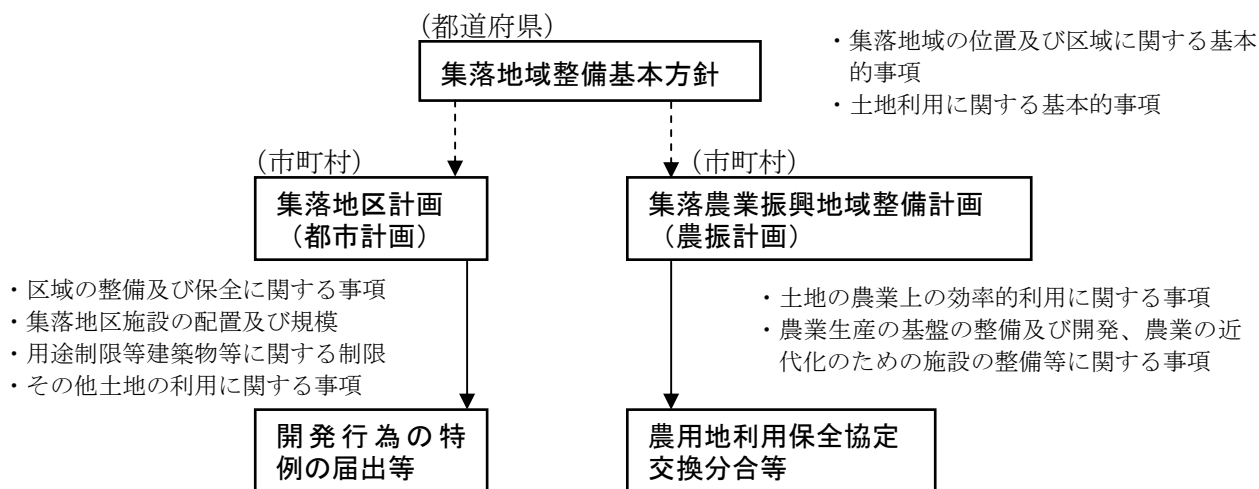 (都道府県)
集落地域整備基本方針
・集落地域の位置及び区域に関する基本
的事項
・土地利用に関する基本的事項
(市町村)
集落地区計画
（都市計画）
(市町村)
集落農業振興地域整備計画
（農振計画）
・区域の整備及び保全に関する事項
・集落地区施設の配置及び規模
・用途制限等建築物等に関する制限
・その他土地の利用に関する事項
・土地の農業上の効率的利用に関する事項
・農業生産の基盤の整備及び開発、農業の近
代化のための施設の整備等に関する事項
開発行為の特
例の届出等
農用地利用保全協定
交換分合等